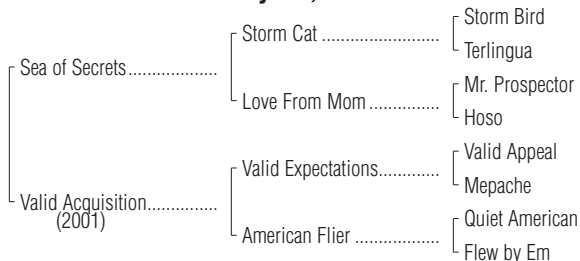 Storm Bird
Storm Cat
Terlingua
Sea of Secrets
Mr. Prospector
Love From Mom
Hoso
Valid Appeal
Valid Expectations
Mepache
Valid Acquisition
(2001)
Quiet American
American Flier
Flew by Em